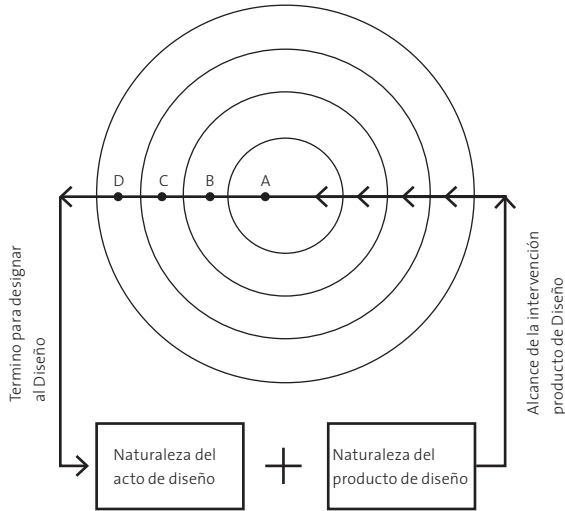 D C B A
Termino para designar
al Diseño
Alcance de la intervención
producto de Diseño
Naturaleza del
acto de diseño
+
Naturaleza del
producto de diseño